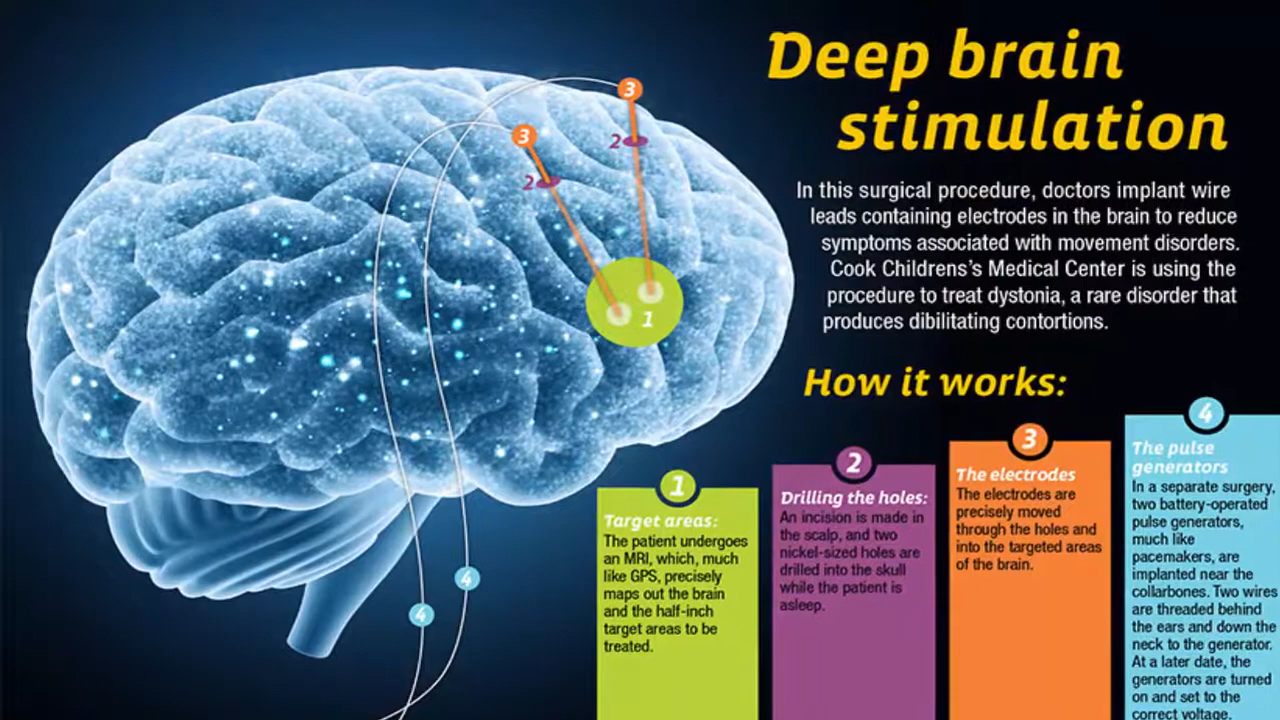 Deep brain
stimulation
In this surgical procedure, doctors implant wire
leads containing electrodes in the brain to reduce
symptoms associated with movement disorders.
Cook Childrens's Medical Center is using the
procedure to treat dystonia, a rare disorder that
produces dibilitating contortions.
How it works:
1
Target areas:
The patient undergoes
an MRI, which, much
like GPS, precisely
maps out the brain
and the half-inch
target areas to be
treated.
2
Drilling the holes:
An incision is made in
the scalp, and two
nickel-sized holes are
drilled into the skull
while the patient is
asleep.
3
The electrodes
The electrodes are
precisely moved
through the holes and
into the targeted areas
of the brain.
4
The pulse
generators
In a separate surgery,
two battery-operated
pulse generators,
much like
pacemakers, are
implanted near the
collarbones. Two wires
are threaded behind
the ears and down the
neck to the generator.
At a later date, the
generators are turned
on and set to the
correct voltage.
3
3
2
2
1
4
4